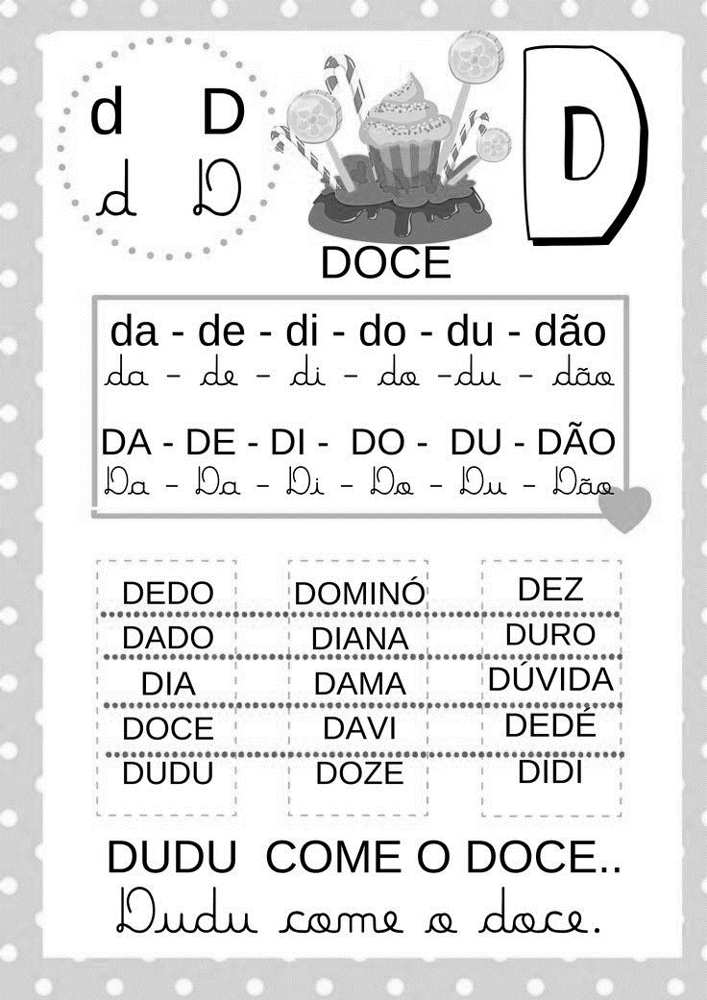 d D
d D
D
DOCE
da - de - di - do - du - dão
da - de - di - do - du - dão
DA - DE - DI - DO - DU - DÃO
Da - Da - Di - Do - Du - Dão
DEDO DOMINÓ DEZ
DADO DIANA DURO
DIA DAMA DÚVIDA
DOCE DAVI DEDÉ
DUDU DOZE DIDI
DUDU COME O DOCE..
Dudu come o doce.